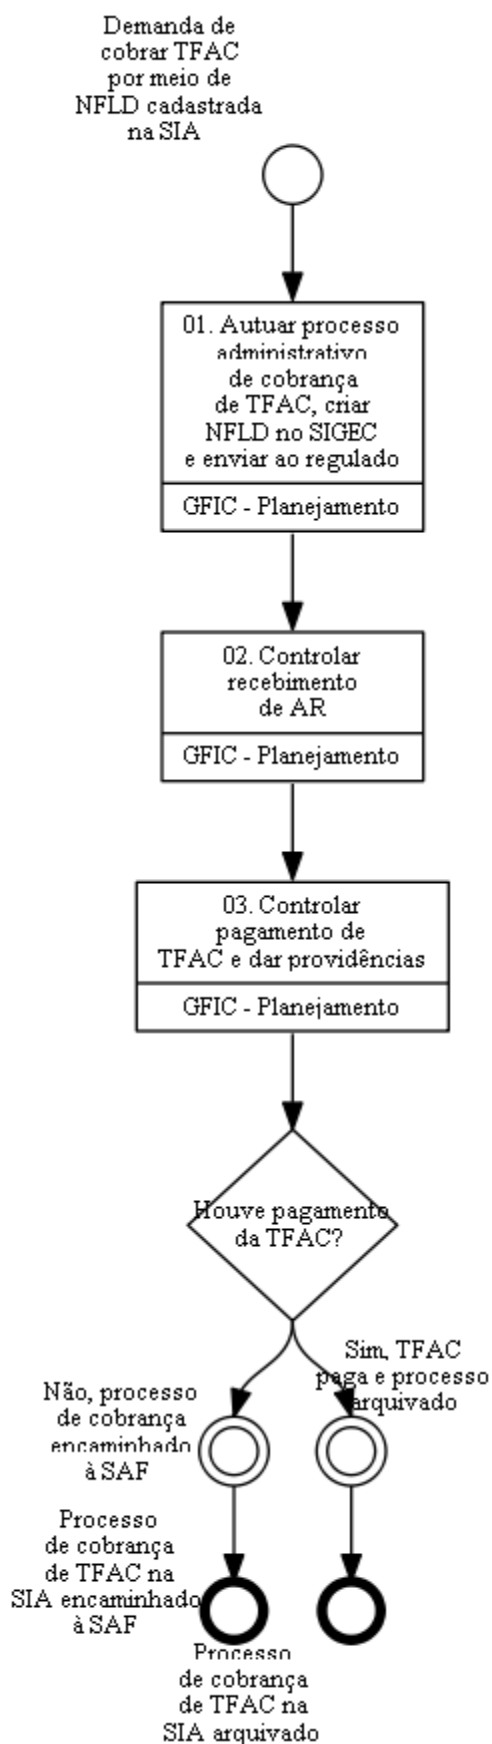 Demanda de
cobrar TFAC
por meio de
NFLD cadastrada
na SIA
01. Autuar processo
administrativo
de cobrança
de TFAC, criar
NFLD no SIGEC
e enviar ao regulado
GFIC - Planejamento
02. Controlar
recebimento
de AR
GFIC - Planejamento
03. Controlar
pagamento de
TFAC e dar providências
GFIC - Planejamento
Houve pagamento
da TFAC?
Sim, TFAC
paga e processo
arquivado
Não, processo
de cobrança
encaminhado
à SAF
Processo
de cobrança
de TFAC na
SIA encaminhado
à SAF
Processo
de cobrança
de TFAC na
SIA arquivado